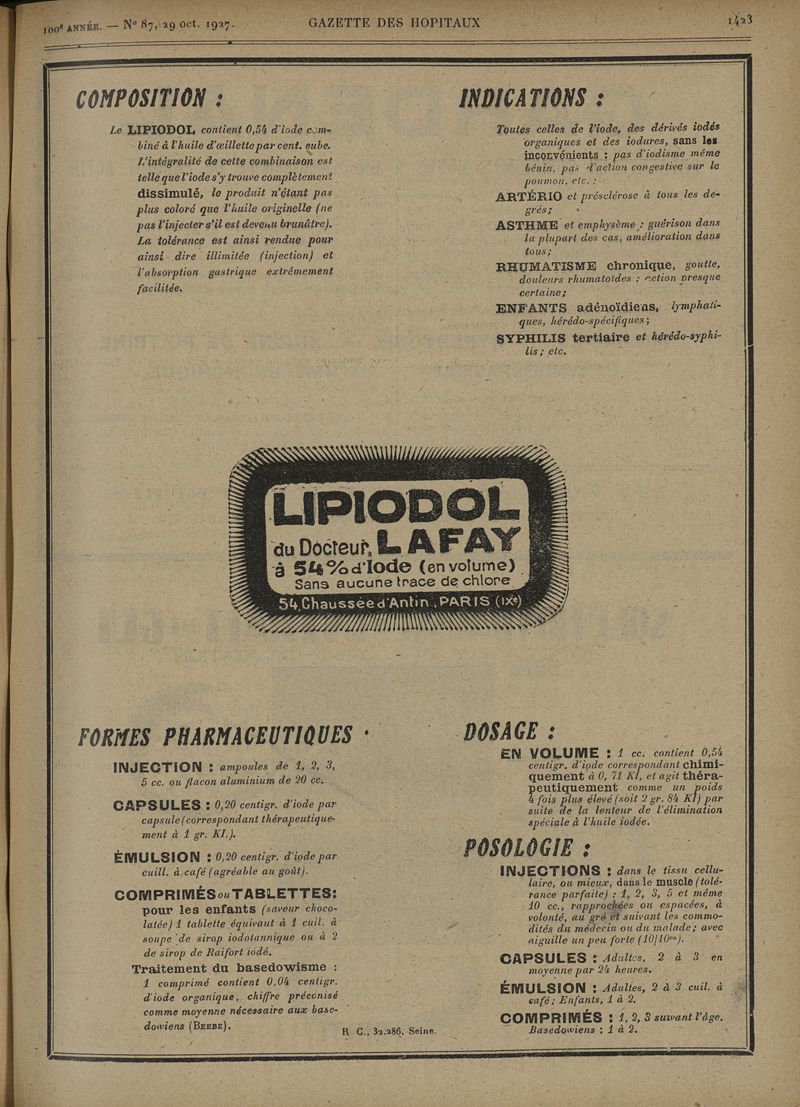 100e ANNÉE. — No 87, 29 OCT. 1927.
GAZETTE DES HOPITAUX
1423
COMPOSITION :
Le LIPIODOL contient 0,54 d'iode com-
biné à l'huile d'œillette par cent. cube.
L'intégralité de cette combinaison est
telle que l'iode s'y trouve complètement
dissimulé, le produit n'étant pas
plus coloré que l'huile originelle (ne
pas l'injecter s'il est devenu brunâtre).
La tolérance est ainsi rendue pour
ainsi dire illimitée (injection) et
l'absorption gastrique extrêmement
facilitée.
INDICATIONS :
Toutes celles de l'iode, des dérivés iodés
organiques et des iodures, sans les
inconvénients : pas d'iodisme même
bénin, pas d'action congestive sur le
poumon, etc. :
ARTÉRIO et présclérose à tous les de-
grés;
ASTHME et emphysème : guérison dans
la plupart des cas, amélioration dans
tous;
RHUMATISME chronique, goutte,
douleurs rhumatoïdes : action presque
certaine;
ENFANTS adénoïdiens, lymphati-
ques, hérédo-spécifiques;
SYPHILIS tertiaire et hérédo-syphi-
lis; etc.
LIPIODOL
du Docteur LAFAY
à 54% d'Iode (en volume)
Sans aucune trace de chlore
54, Chaussée d'Antin, PARIS (IXe)
FORMES PHARMACEUTIQUES :
INJECTION : ampoules de 1, 2, 3,
5 cc. ou flacon aluminium de 20 cc.
CAPSULES : 0,20 centigr. d'iode par
capsule (correspondant thérapeutique-
ment à 1 gr. KI.).
ÉMULSION : 0,20 centigr. d'iode par
cuill. à café (agréable au goût).
COMPRIMÉS ou TABLETTES:
pour les enfants (saveur choco-
latée) 1 tablette équivaut à 1 cuil. à
soupe de sirop iodotannique ou à 2
de sirop de Raifort iodé.
Traitement du basedowisme :
1 comprimé contient 0,04 centigr.
d'iode organique, chiffre préconisé
comme moyenne nécessaire aux base-
dowiens (BEEBE).
R. C., 32.286, Seine.
DOSAGE :
EN VOLUME : 1 cc. contient 0,54
centigr. d'iode correspondant chimi-
quement à 0, 71 KI, et agit théra-
peutiquement comme un poids
4 fois plus élevé (soit 2 gr. 84 KI) par
suite de la lenteur de l'élimination
spéciale à l'huile iodée.
POSOLOGIE :
INJECTIONS : dans le tissu cellu-
laire, ou mieux, dans le muscle (tolé-
rance parfaite) : 1, 2, 3, 5 et même
10 cc., rapprochées ou espacées, à
volonté, au gré et suivant les commo-
dités du médecin ou du malade; avec
aiguille un peu forte (10/10es).
CAPSULES : Adultes, 2 à 3 en
moyenne par 24 heures.
ÉMULSION : Adultes, 2 à 3 cuil. à
café; Enfants, 1 à 2.
COMPRIMÉS : 1, 2, 3 suivant l'âge.
Basedowiens : 1 à 2.